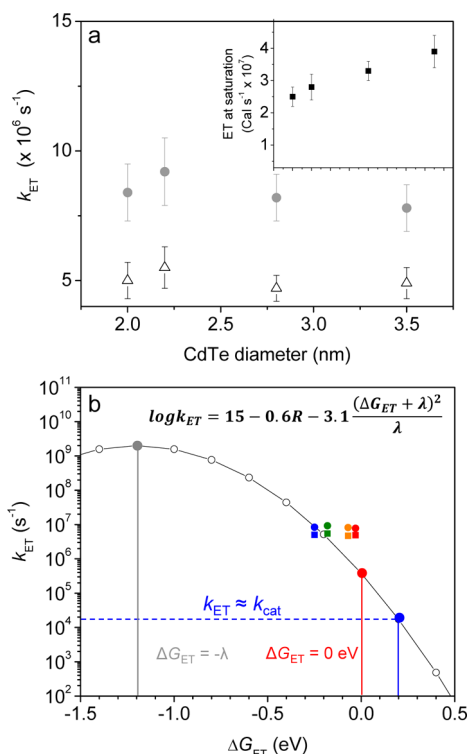 a
4
3
2
1
ET at saturation
(Cal s⁻¹ x 10⁷)
15
10
5
k_ET (x 10⁶ s⁻¹)
2.0 2.5 3.0 3.5
CdTe diameter (nm)
b
logk_ET = 15 − 0.6R − 3.1 (ΔG_ET + λ)² / λ
10¹¹
10¹⁰
10⁹
10⁸
10⁷
10⁶
10⁵
10⁴
10³
10²
k_ET (s⁻¹)
k_ET ≈ k_cat
ΔG_ET = -λ
ΔG_ET = 0 eV
-1.5 -1.0 -0.5 0.0 0.5
ΔG_ET (eV)